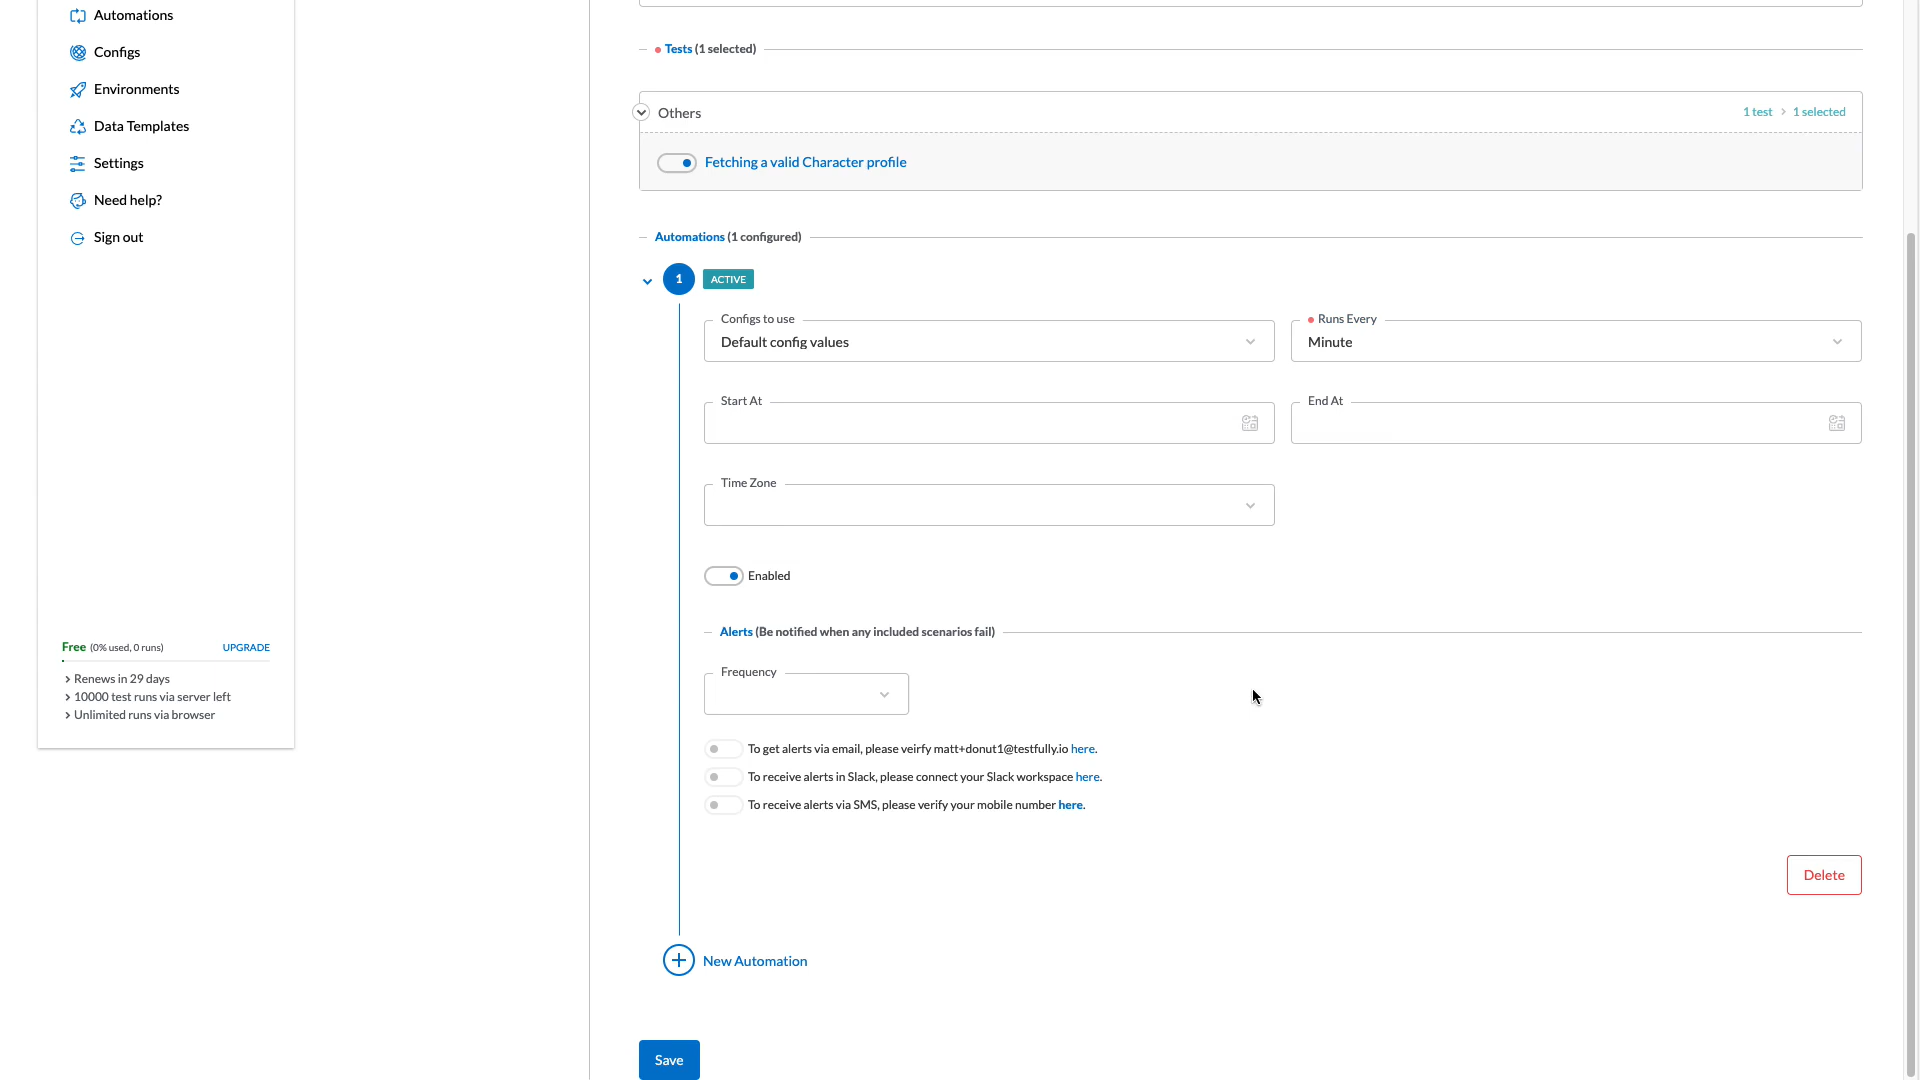 Automations
Configs
Environments
Data Templates
Settings
Need help?
Sign out
Free (0% used, 0 runs) UPGRADE
Renews in 29 days
10000 test runs via server left
Unlimited runs via browser
Tests (1 selected)
Others 1 test > 1 selected
Fetching a valid Character profile
Automations (1 configured)
1 ACTIVE
Configs to use
Default config values
Runs Every
Minute
Start At
End At
Time Zone
Enabled
Alerts (Be notified when any included scenarios fail)
Frequency
To get alerts via email, please veirfy matt+donut1@testfully.io here.
To receive alerts in Slack, please connect your Slack workspace here.
To receive alerts via SMS, please verify your mobile number here.
Delete
New Automation
Save